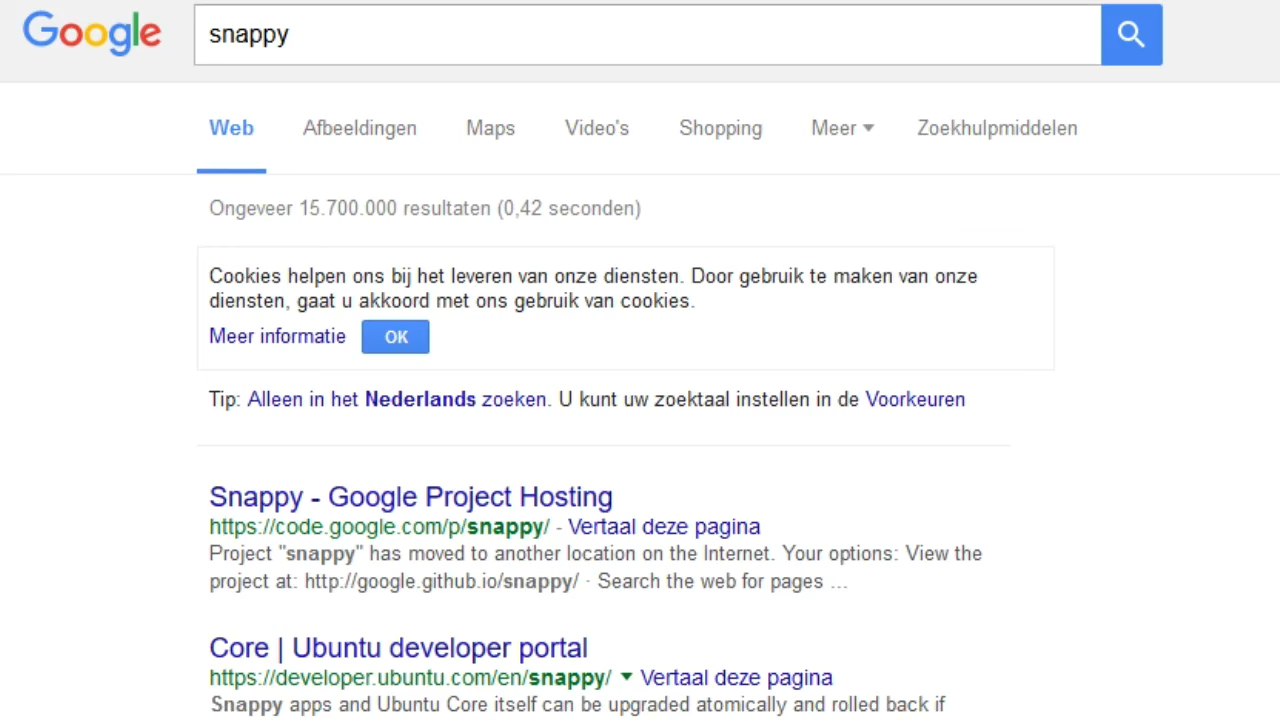 Google snappy
Web Afbeeldingen Maps Video's Shopping Meer Zoekhulpmiddelen
Ongeveer 15.700.000 resultaten (0,42 seconden)
Cookies helpen ons bij het leveren van onze diensten. Door gebruik te maken van onze
diensten, gaat u akkoord met ons gebruik van cookies.
Meer informatie OK
Tip: Alleen in het Nederlands zoeken. U kunt uw zoektaal instellen in de Voorkeuren
Snappy - Google Project Hosting
https://code.google.com/p/snappy/ - Vertaal deze pagina
Project "snappy" has moved to another location on the Internet. Your options: View the
project at: http://google.github.io/snappy/ · Search the web for pages ...
Core | Ubuntu developer portal
https://developer.ubuntu.com/en/snappy/ Vertaal deze pagina
Snappy apps and Ubuntu Core itself can be upgraded atomically and rolled back if